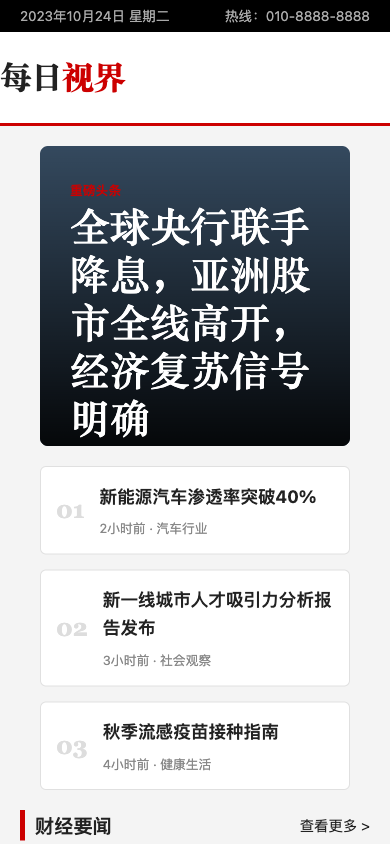 2023年10月24日 星期二
热线：010-8888-8888
每日视界
重磅头条
全球央行联手
降息，亚洲股
市全线高开，
经济复苏信号
明确
01
新能源汽车渗透率突破40%
2小时前 · 汽车行业
02
新一线城市人才吸引力分析报
告发布
3小时前 · 社会观察
03
秋季流感疫苗接种指南
4小时前 · 健康生活
财经要闻
查看更多 >